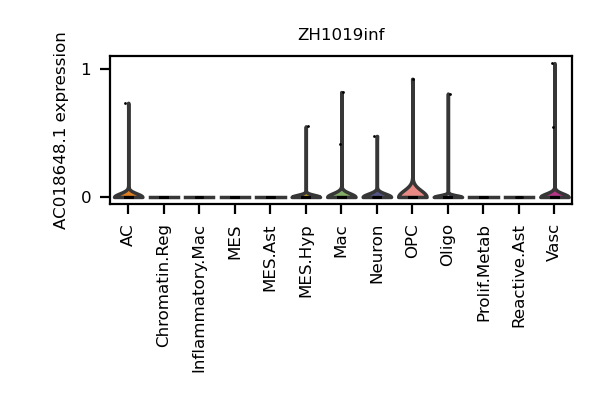 ZH1019inf
AC018648.1 expression
1
0
AC
Chromatin.Reg
Inflammatory.Mac
MES
MES.Ast
MES.Hyp
Mac
Neuron
OPC
Oligo
Prolif.Metab
Reactive.Ast
Vasc